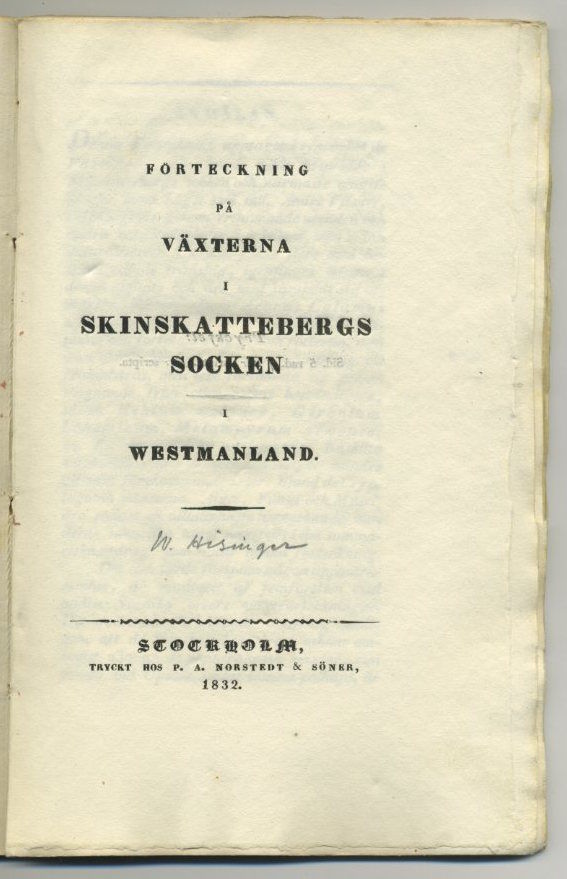 FÖRTECKNING
PÅ
VÄXTERNA
I
SKINSKATTEBERGS
SOCKEN
I
WESTMANLAND.
W. Hisinger
STOCKHOLM,
TRYCKT HOS P. A. NORSTEDT & SÖNER,
1832.